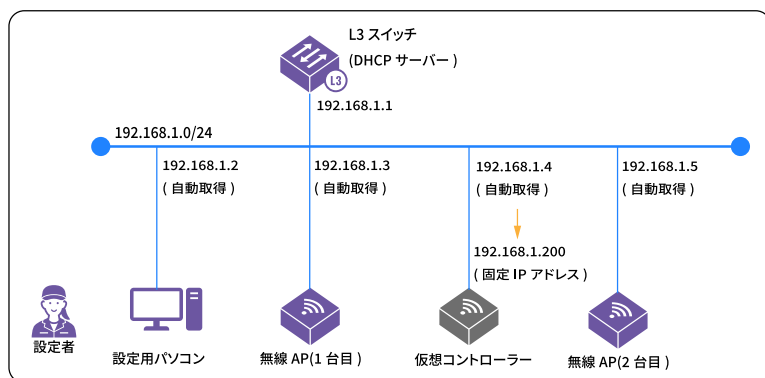 L3 スイッチ
(DHCP サーバー )
L3
192.168.1.1
192.168.1.0/24
192.168.1.2
( 自動取得 )
192.168.1.3
( 自動取得 )
192.168.1.4
( 自動取得 )
192.168.1.5
( 自動取得 )
192.168.1.200
( 固定 IP アドレス )
設定者
設定用パソコン
無線 AP(1 台目 )
仮想コントローラー
無線 AP(2 台目 )